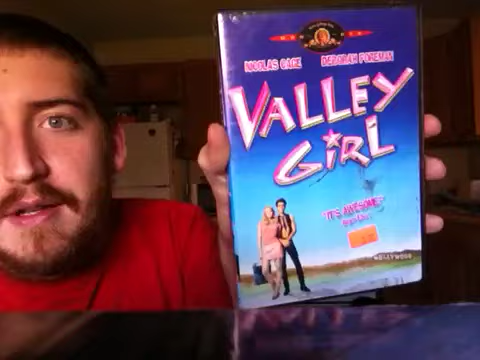 NICOLAS CAGE DEBORAH FOREMAN
VALLEY
GIRL
"IT'S AWESOME!"
HOLLYWOOD